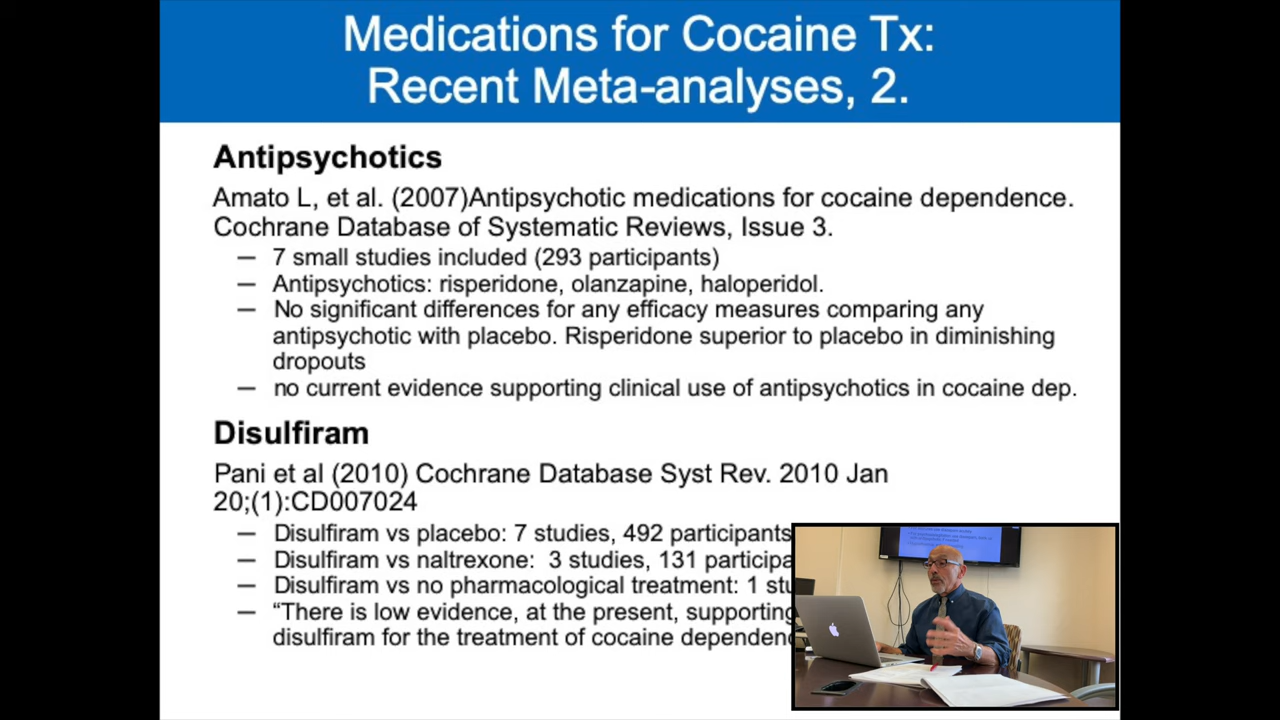 Medications for Cocaine Tx:
Recent Meta-analyses, 2.
Antipsychotics
Amato L, et al. (2007)Antipsychotic medications for cocaine dependence.
Cochrane Database of Systematic Reviews, Issue 3.
— 7 small studies included (293 participants)
— Antipsychotics: risperidone, olanzapine, haloperidol.
— No significant differences for any efficacy measures comparing any
antipsychotic with placebo. Risperidone superior to placebo in diminishing
dropouts
— no current evidence supporting clinical use of antipsychotics in cocaine dep.
Disulfiram
Pani et al (2010) Cochrane Database Syst Rev. 2010 Jan
20;(1):CD007024
— Disulfiram vs placebo: 7 studies, 492 participants
— Disulfiram vs naltrexone: 3 studies, 131
— Disulfiram vs no pharmacological treatment: 1
— “There is low evidence, at the present, supporting
disulfiram for the treatment of cocaine